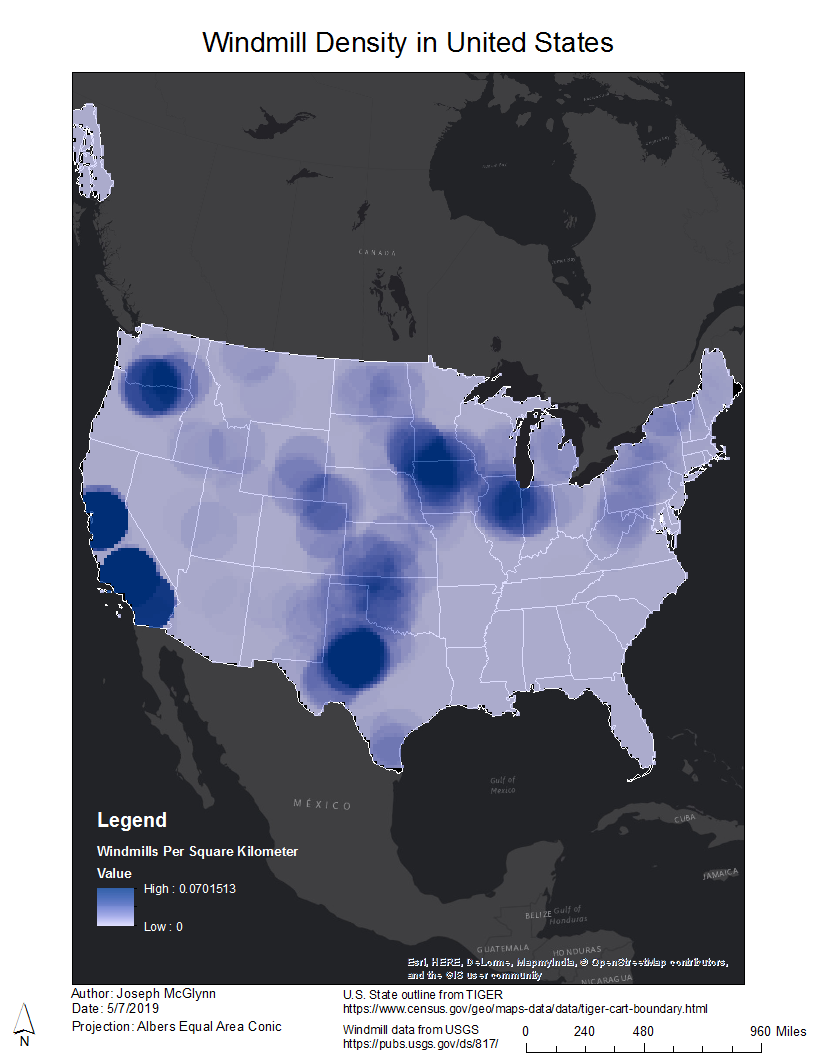 Windmill Density in United States
CANADA
Gulf of
Mexico
MÉXICO
CUBA
JAMAICA
BELIZE
Gulf of
Honduras
GUATEMALA
HONDURAS
NICARAGUA
Legend
Windmills Per Square Kilometer
Value
High : 0.0701513
Low : 0
Esri, HERE, DeLorme, MapmyIndia, © OpenStreetMap contributors,
and the GIS user community
Author: Joseph McGlynn
Date: 5/7/2019
Projection: Albers Equal Area Conic
U.S. State outline from TIGER
https://www.census.gov/geo/maps-data/data/tiger-cart-boundary.html
Windmill data from USGS
https://pubs.usgs.gov/ds/817/
N
0 240 480 960 Miles